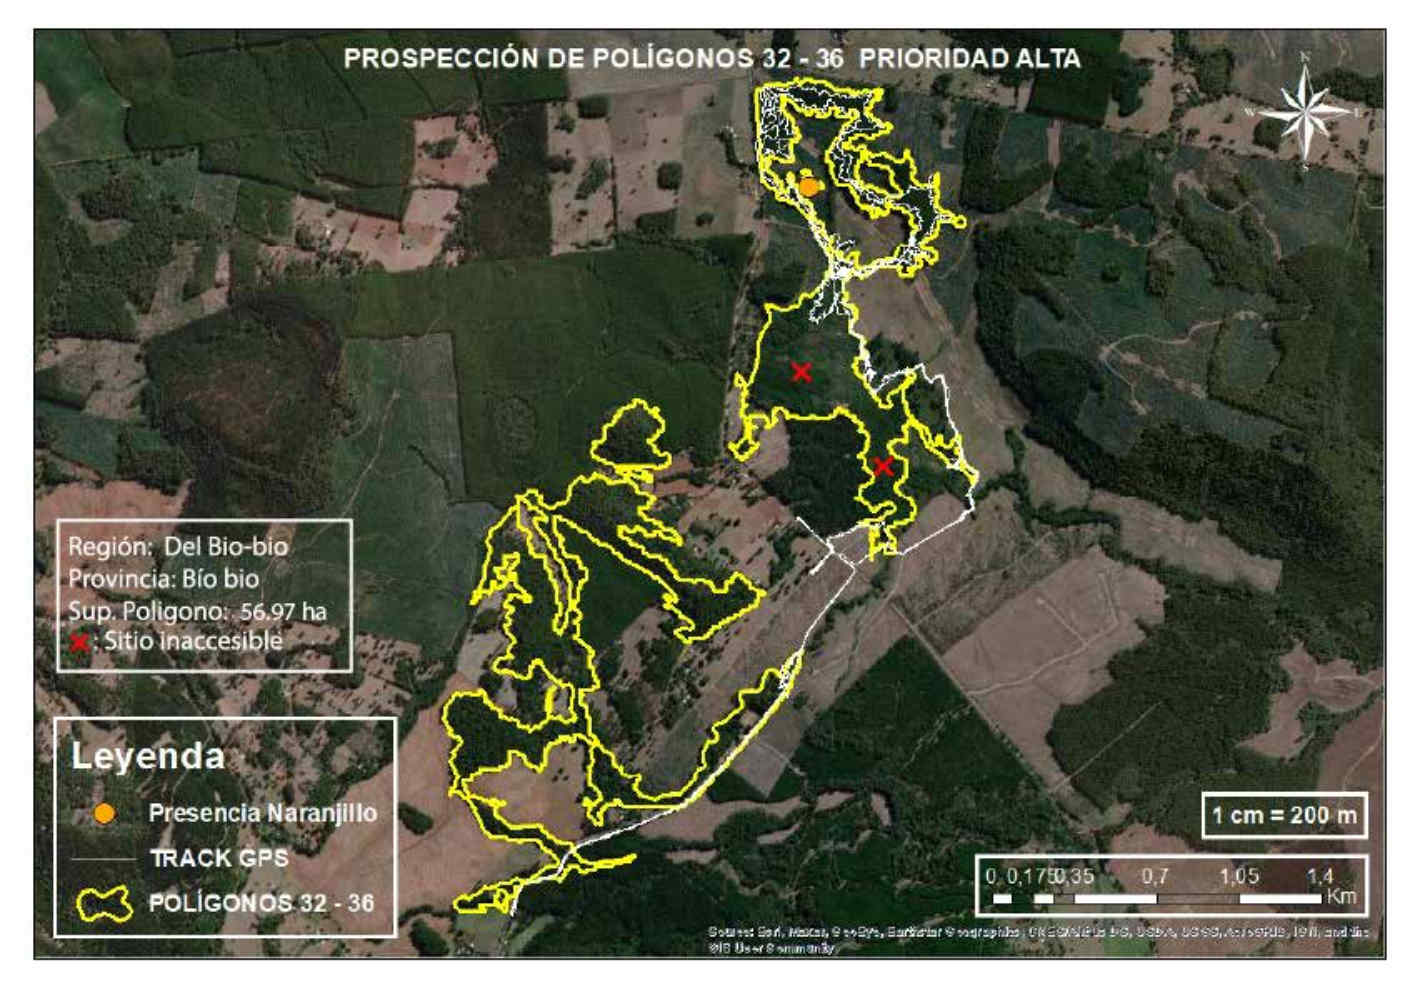 PROSPECCIÓN DE POLÍGONOS 32 - 36 PRIORIDAD ALTA
N
W E
S
Región: Del Bio-bio
Provincia: Bío bio
Sup. Poligono: 56.97 ha
: Sitio inaccesible
Leyenda
Presencia Naranjillo
TRACK GPS
POLÍGONOS 32 - 36
1 cm = 200 m
0 0,175 0,35 0,7 1,05 1,4
Km
Source: Esri, Maxar, GeoEye, Earthstar Geographics, CNES/Airbus DS, USDA, USGS, AeroGRID, IGN, and the
GIS User Community